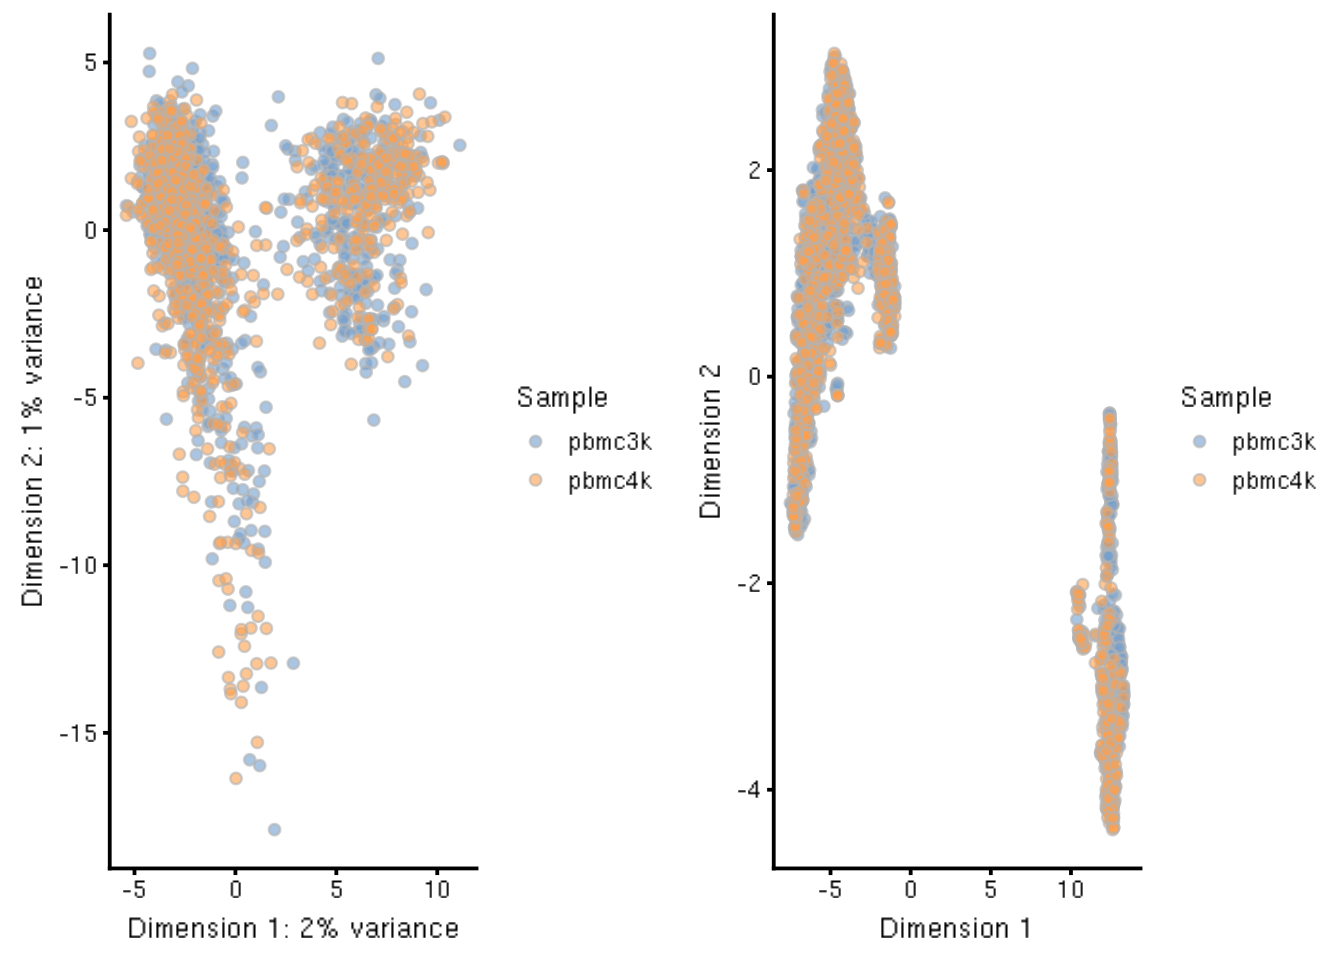 5
0
-5
-10
-15
-5 0 5 10
Dimension 1: 2% variance
Dimension 2: 1% variance
Sample
pbmc3k
pbmc4k
2
0
-2
-4
-5 0 5 10
Dimension 1
Dimension 2
Sample
pbmc3k
pbmc4k